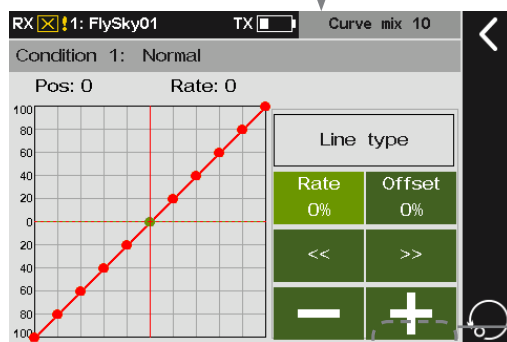 RX ! 1: FlySky01 TX Curve mix 10
Condition 1: Normal
Pos: 0 Rate: 0
100
80
60
40
20
0
20
40
60
80
100
Line type
Rate Offset
0% 0%
<< >>